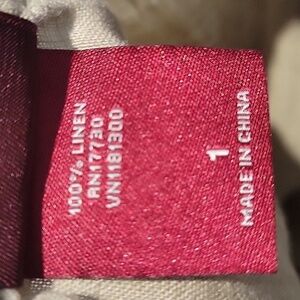 100% LINEN
RN17730
VN1181300
1
MADE IN CHINA